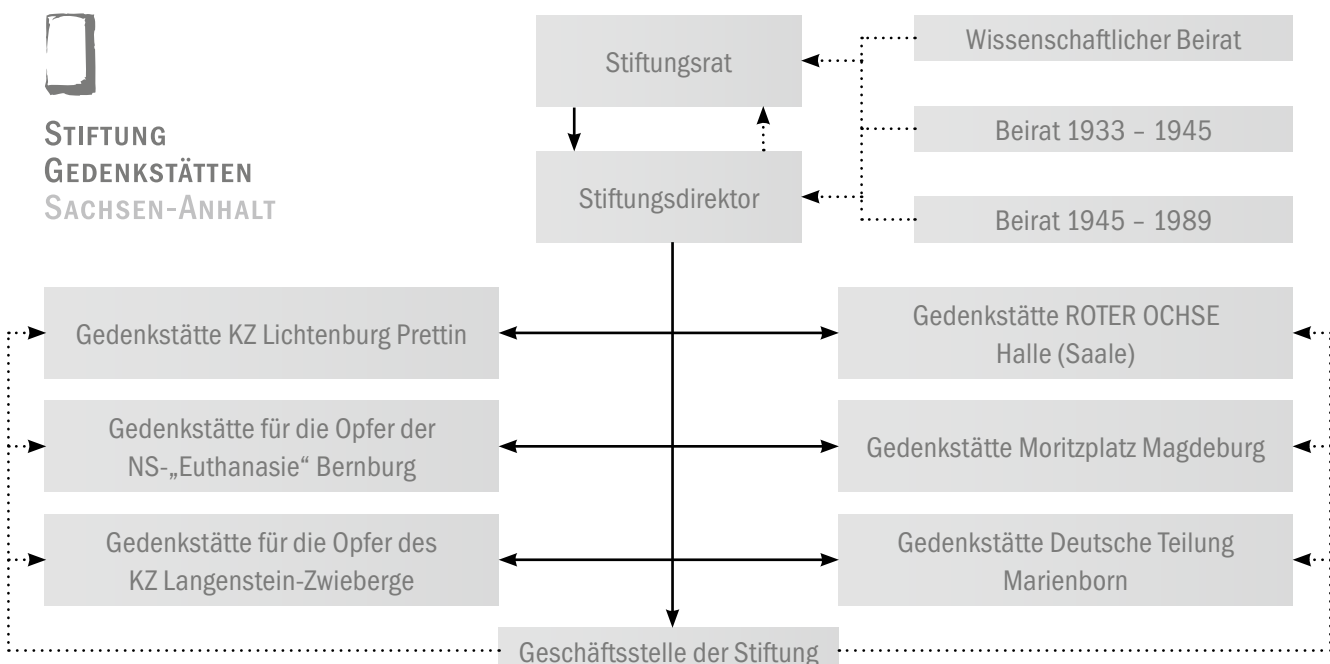 STIFTUNG
GEDENKSTÄTTEN
SACHSEN-ANHALT
Stiftungsrat
Stiftungsdirektor
Wissenschaftlicher Beirat
Beirat 1933 – 1945
Beirat 1945 – 1989
Gedenkstätte KZ Lichtenburg Prettin
Gedenkstätte ROTER OCHSE
Halle (Saale)
Gedenkstätte für die Opfer der
NS-„Euthanasie“ Bernburg
Gedenkstätte Moritzplatz Magdeburg
Gedenkstätte für die Opfer des
KZ Langenstein-Zwieberge
Gedenkstätte Deutsche Teilung
Marienborn
Geschäftsstelle der Stiftung